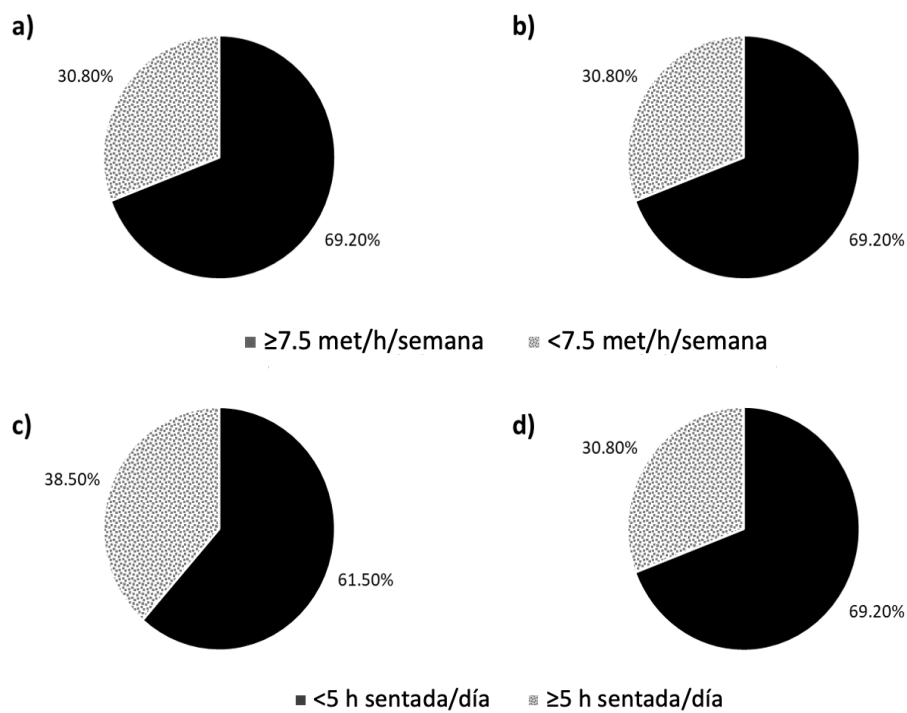 a)
b)
30.80%
30.80%
69.20%
69.20%
≥7.5 met/h/semana <7.5 met/h/semana
c)
d)
30.80%
38.50%
61.50%
69.20%
<5 h sentada/día ≥5 h sentada/día